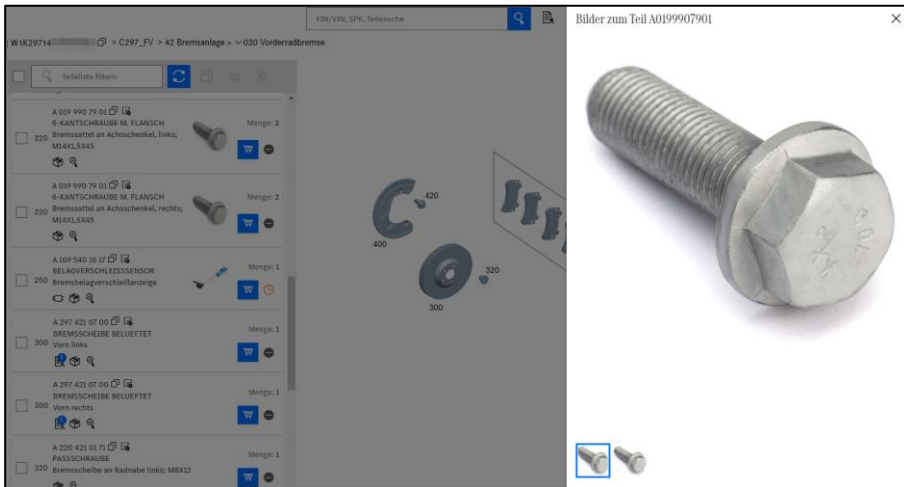 FIN/VIN, SPK, Teilesuche
: W1K29714 > C297_FV > 42 Bremsanlage > 030 Vorderradbremse
Teileliste filtern
A 019 990 79 01
6-KANTSCHRAUBE M. FLANSCH
Menge: 2
220 Bremssattel an Achsschenkel, links;
M14X1,5X45
A 019 990 79 01
6-KANTSCHRAUBE M. FLANSCH
Menge: 2
220 Bremssattel an Achsschenkel, rechts;
M14X1,5X45
A 169 540 16 17
BELAGVERSCHLEISSSENSOR
Menge: 1
250 Bremsbelagverschleißanzeige
A 297 421 07 00
BREMSSCHEIBE BELUEFTET
Menge: 1
300 Vorn links
1
A 297 421 07 00
BREMSSCHEIBE BELUEFTET
Menge: 1
300 Vorn rechts
1
A 220 421 01 71
PASSSCHRAUBE
Menge: 1
320 Bremsscheibe an Radnabe links; M8X12
420
400
320
300
Bilder zum Teil A0199907901